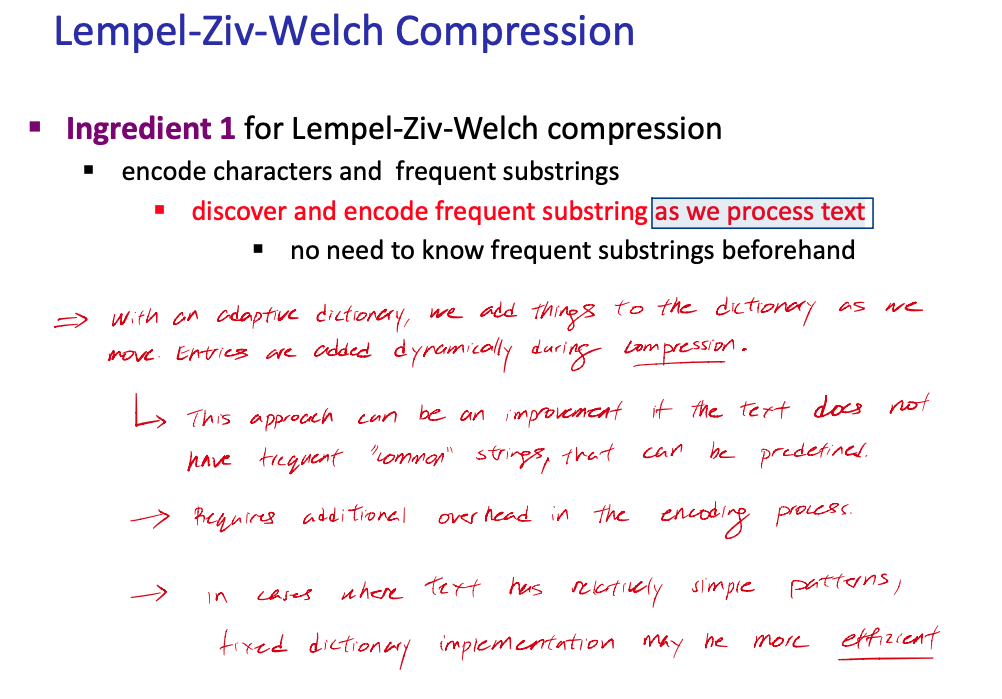 Lempel-Ziv-Welch Compression
▪ Ingredient 1 for Lempel-Ziv-Welch compression
▪ encode characters and frequent substrings
▪ discover and encode frequent substring as we process text
▪ no need to know frequent substrings beforehand
⇒ With an adaptive dictionary, we add things to the dictionary as we
move. Entries are added dynamically during compression.
↳ This approach can be an improvement if the text does not
have frequent "common" strings, that can be predefined.
→ Requires additional overhead in the encoding process.
→ in cases where text has relatively simple patterns,
fixed dictionary implementation may be more efficient